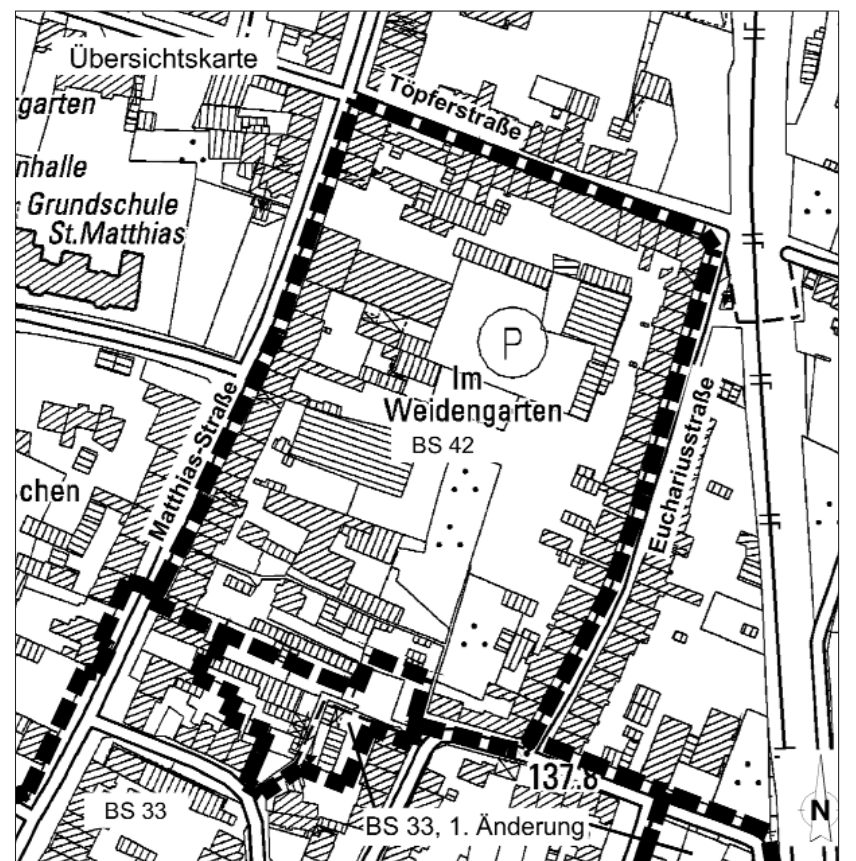 Übersichtskarte
Töpferstraße
rgarten
nhalle
Grundschule
St.Matthias
P
Im
Weidengarten
BS 42
Matthias-Straße
Euchariusstraße
chen
137.8
N
BS 33
BS 33, 1. Änderung